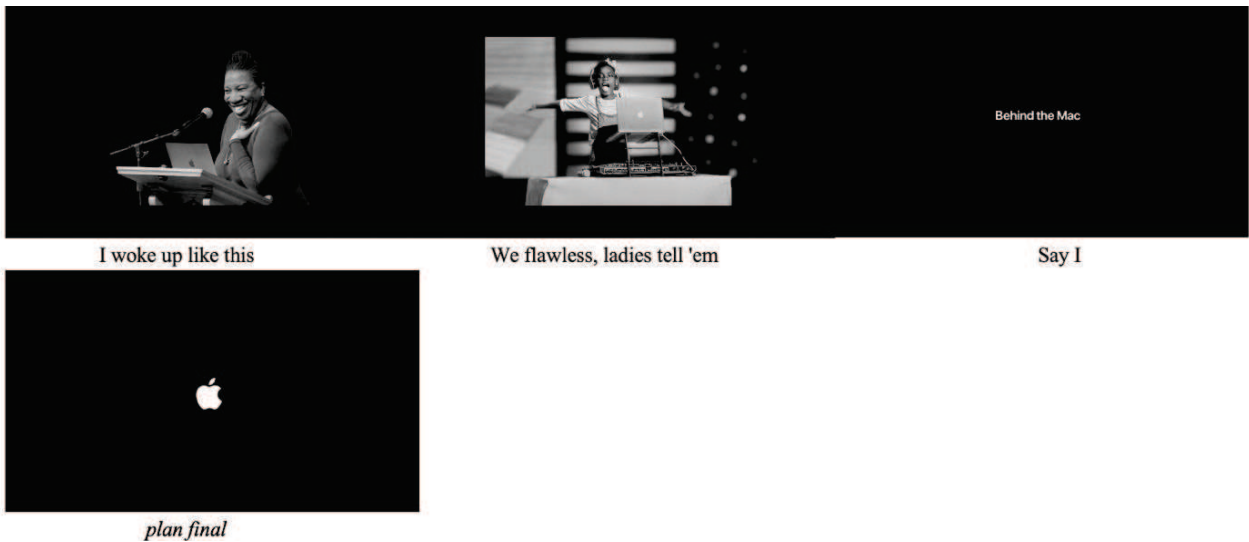 Behind the Mac
I woke up like this
We flawless, ladies tell 'em
Say I
plan final